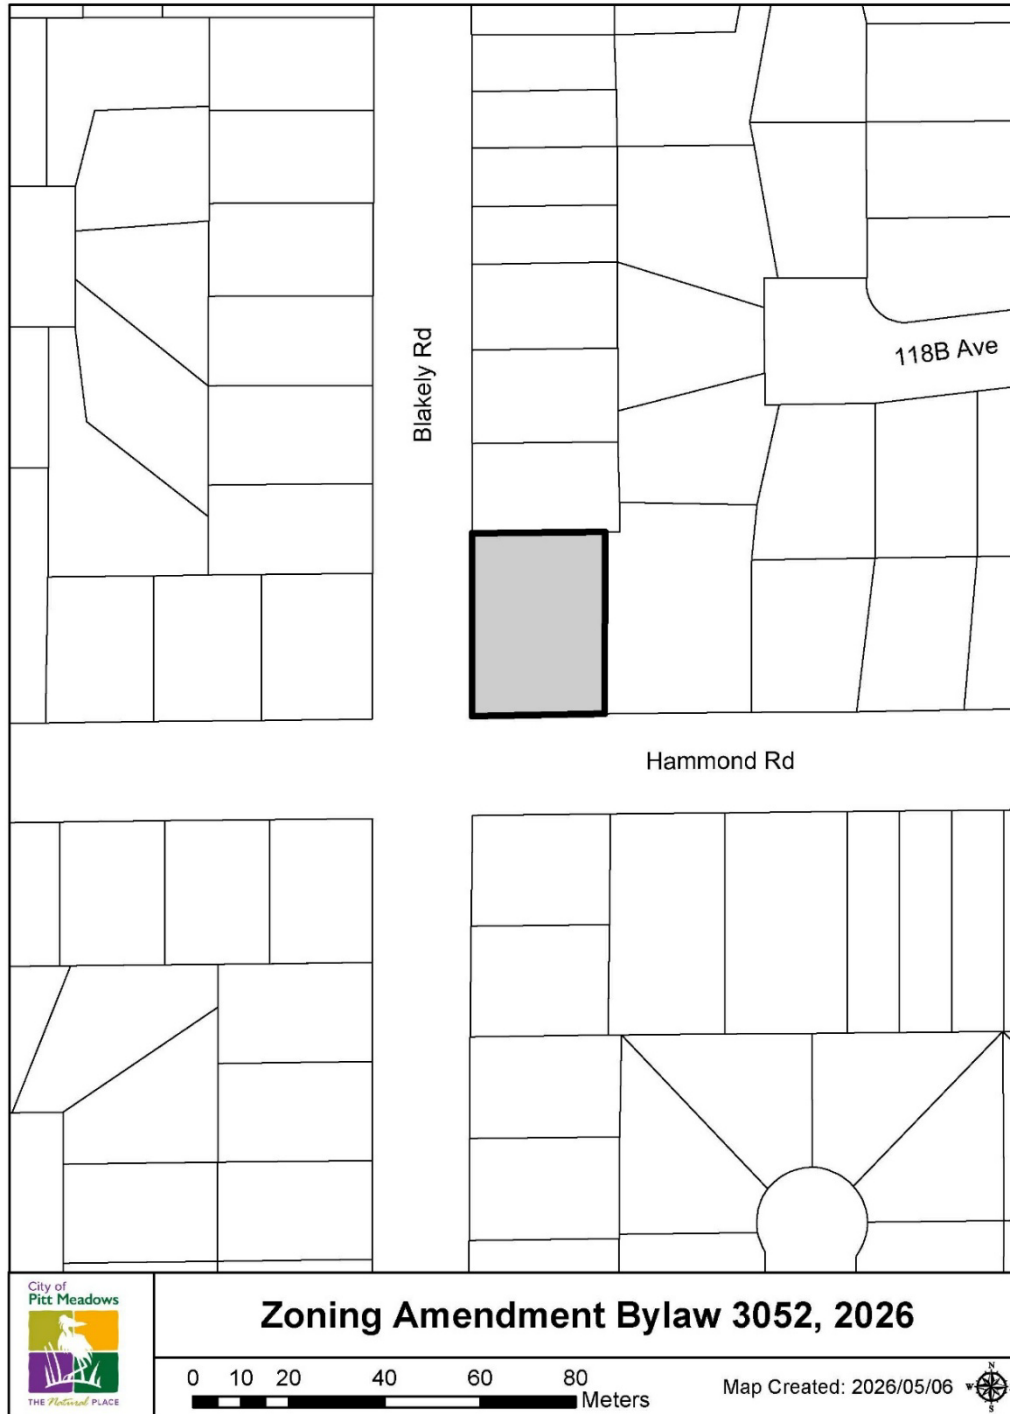 Blakely Rd
118B Ave
Hammond Rd
City of
Pitt Meadows
THE Natural PLACE
Zoning Amendment Bylaw 3052, 2026
0 10 20 40 60 80
Meters
Map Created: 2026/05/06
N
W
S